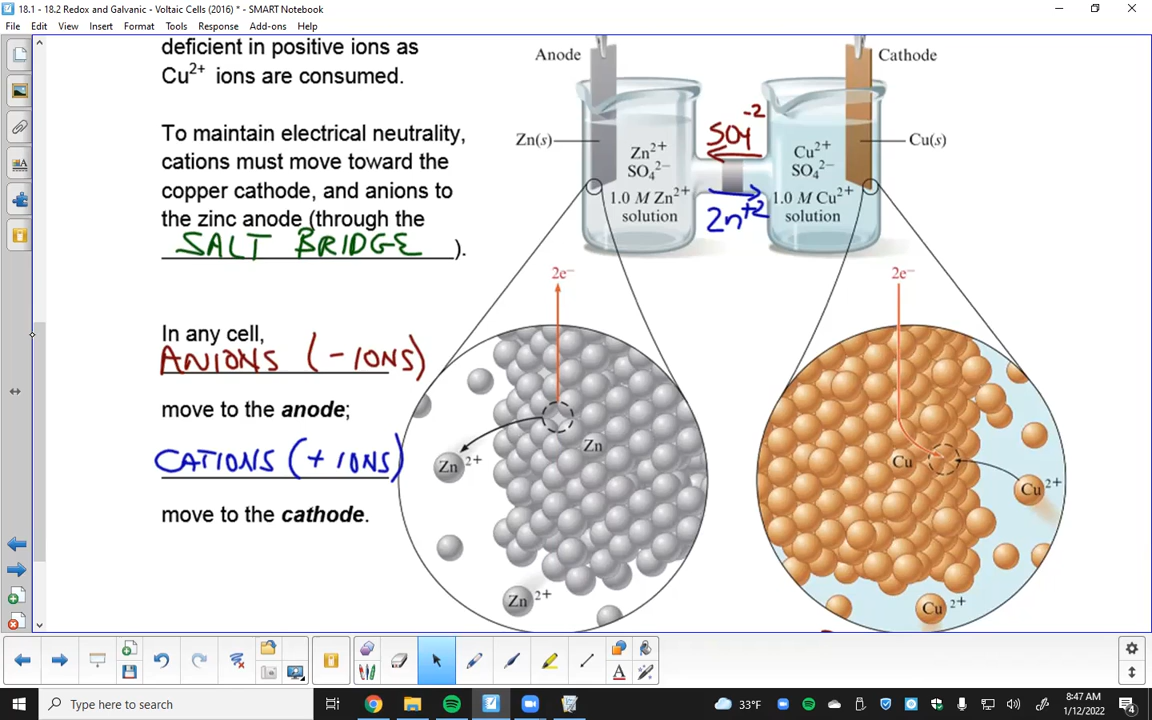 18.1 - 18.2 Redox and Galvanic - Voltaic Cells (2016) * - SMART Notebook
File Edit View Insert Format Tools Response Add-ons Help
deficient in positive ions as
Cu²⁺ ions are consumed.
To maintain electrical neutrality,
cations must move toward the
copper cathode, and anions to
the zinc anode (through the
SALT BRIDGE ).
In any cell,
ANIONS (- IONS)
move to the anode;
CATIONS (+ IONS)
move to the cathode.
Anode
Cathode
Zn(s)
Cu(s)
SO4⁻²
Zn⁺²
Zn²⁺
SO₄²⁻
1.0 M Zn²⁺
solution
Cu²⁺
SO₄²⁻
1.0 M Cu²⁺
solution
2e⁻
2e⁻
Zn
Zn²⁺
Zn²⁺
Cu
Cu²⁺
Cu²⁺
A
Type here to search
33°F
8:47 AM
1/12/2022
4